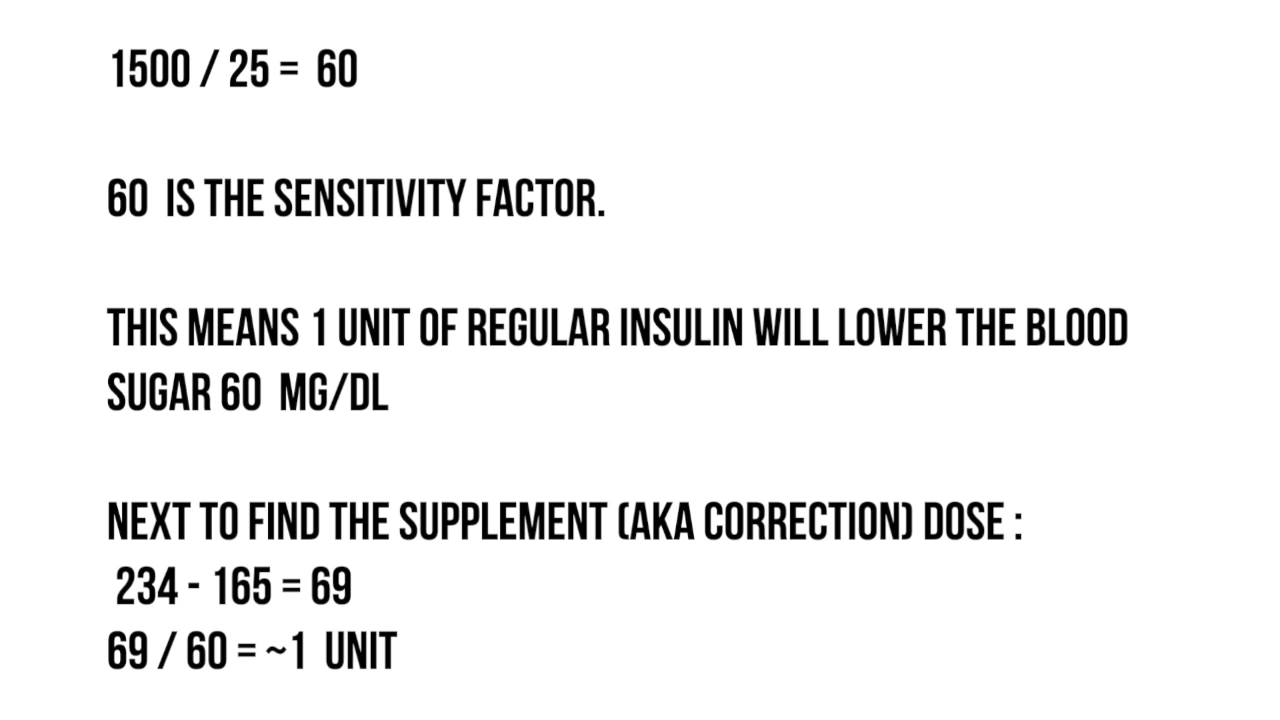 1500 / 25 = 60
60 IS THE SENSITIVITY FACTOR.
THIS MEANS 1 UNIT OF REGULAR INSULIN WILL LOWER THE BLOOD
SUGAR 60 MG/DL
NEXT TO FIND THE SUPPLEMENT (AKA CORRECTION) DOSE :
234 - 165 = 69
69 / 60 = ~1 UNIT